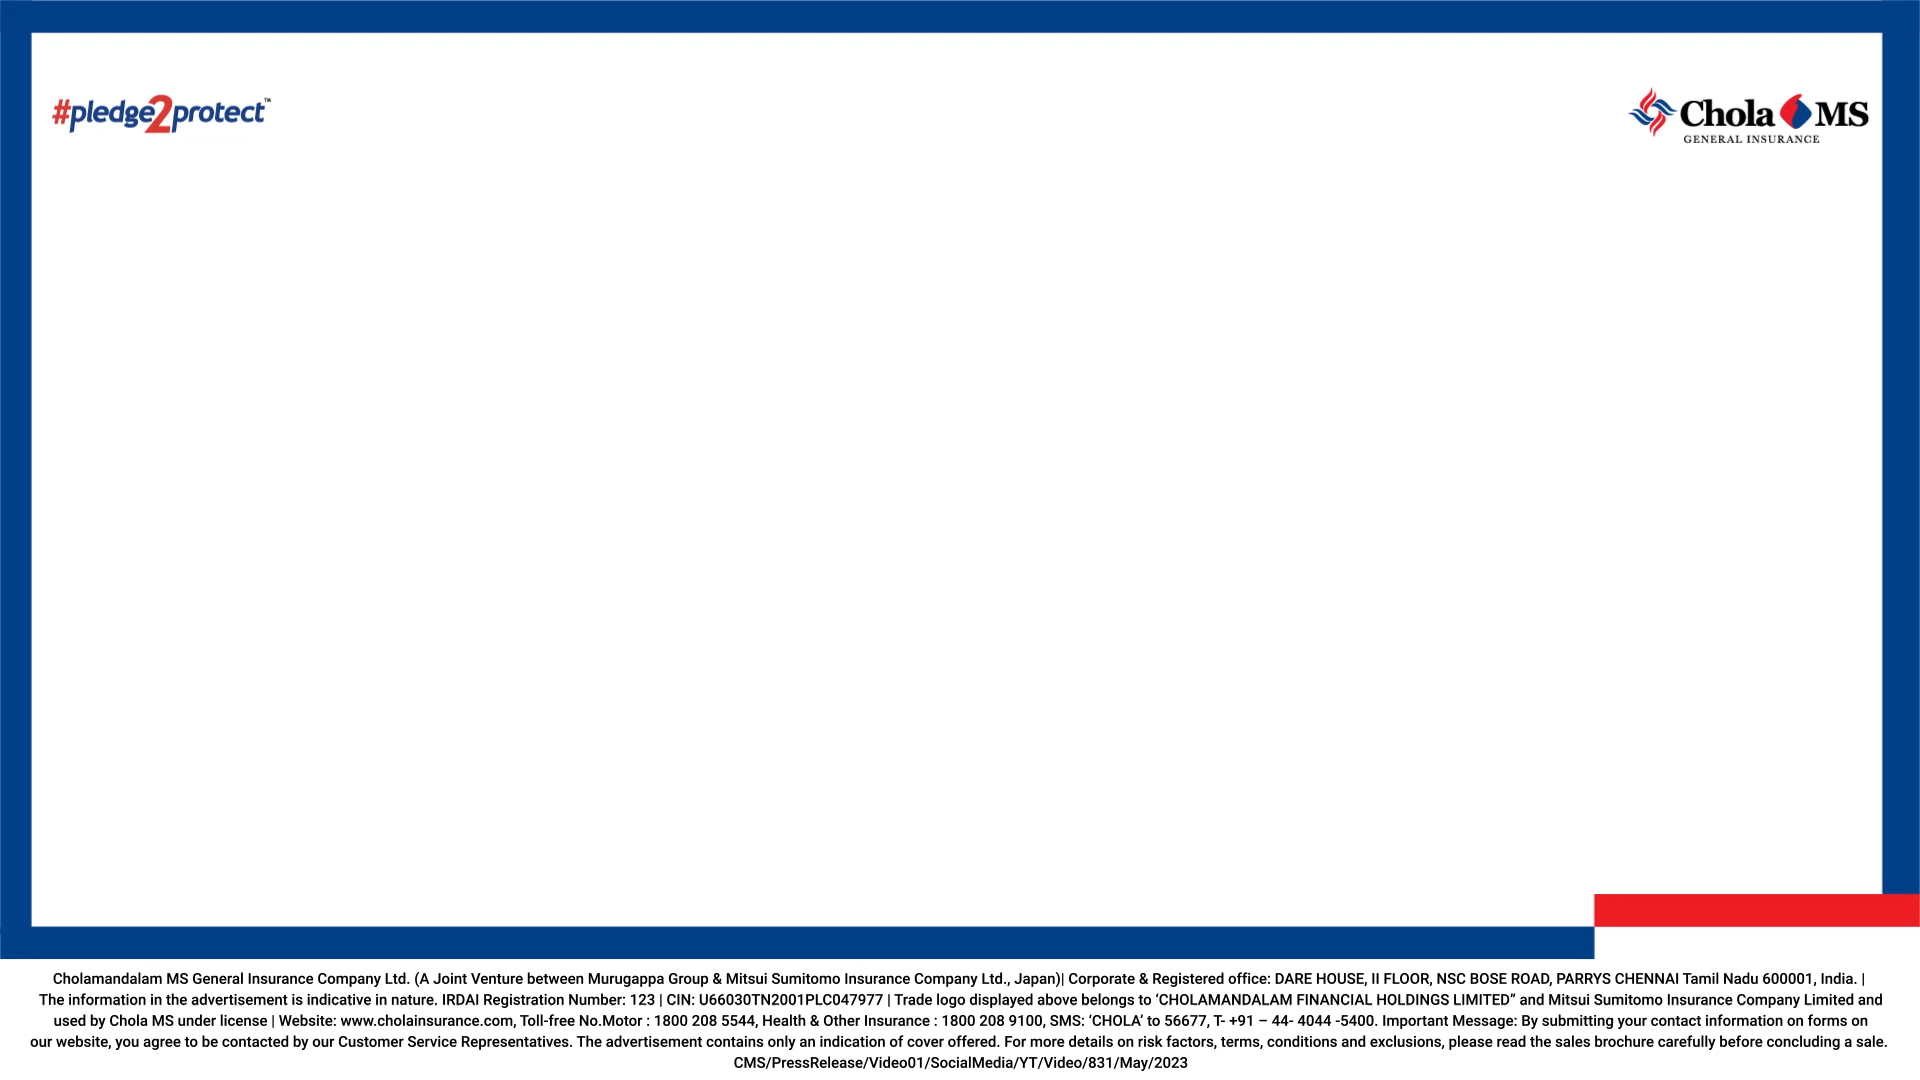 #pledge2protect™
Chola MS
GENERAL INSURANCE
Cholamandalam MS General Insurance Company Ltd. (A Joint Venture between Murugappa Group & Mitsui Sumitomo Insurance Company Ltd., Japan)| Corporate & Registered office: DARE HOUSE, II FLOOR, NSC BOSE ROAD, PARRYS CHENNAI Tamil Nadu 600001, India. |
The information in the advertisement is indicative in nature. IRDAI Registration Number: 123 | CIN: U66030TN2001PLC047977 | Trade logo displayed above belongs to ‘CHOLAMANDALAM FINANCIAL HOLDINGS LIMITED” and Mitsui Sumitomo Insurance Company Limited and
used by Chola MS under license | Website: www.cholainsurance.com, Toll-free No.Motor : 1800 208 5544, Health & Other Insurance : 1800 208 9100, SMS: ‘CHOLA’ to 56677, T- +91 – 44- 4044 -5400. Important Message: By submitting your contact information on forms on
our website, you agree to be contacted by our Customer Service Representatives. The advertisement contains only an indication of cover offered. For more details on risk factors, terms, conditions and exclusions, please read the sales brochure carefully before concluding a sale.
CMS/PressRelease/Video01/SocialMedia/YT/Video/831/May/2023